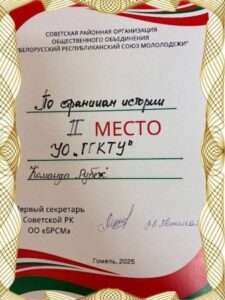 СОВЕТСКАЯ РАЙОННАЯ ОРГАНИЗАЦИЯ
ОБЩЕСТВЕННОГО ОБЪЕДИНЕНИЯ
"БЕЛОРУССКИЙ РЕСПУБЛИКАНСКИЙ СОЮЗ МОЛОДЕЖИ"
"По страницам истории"
II МЕСТО
УО „ГГКТУ"
Команда „Рубеж"
Первый секретарь
Советской РК
ОО «БРСМ»
Гомель, 2025